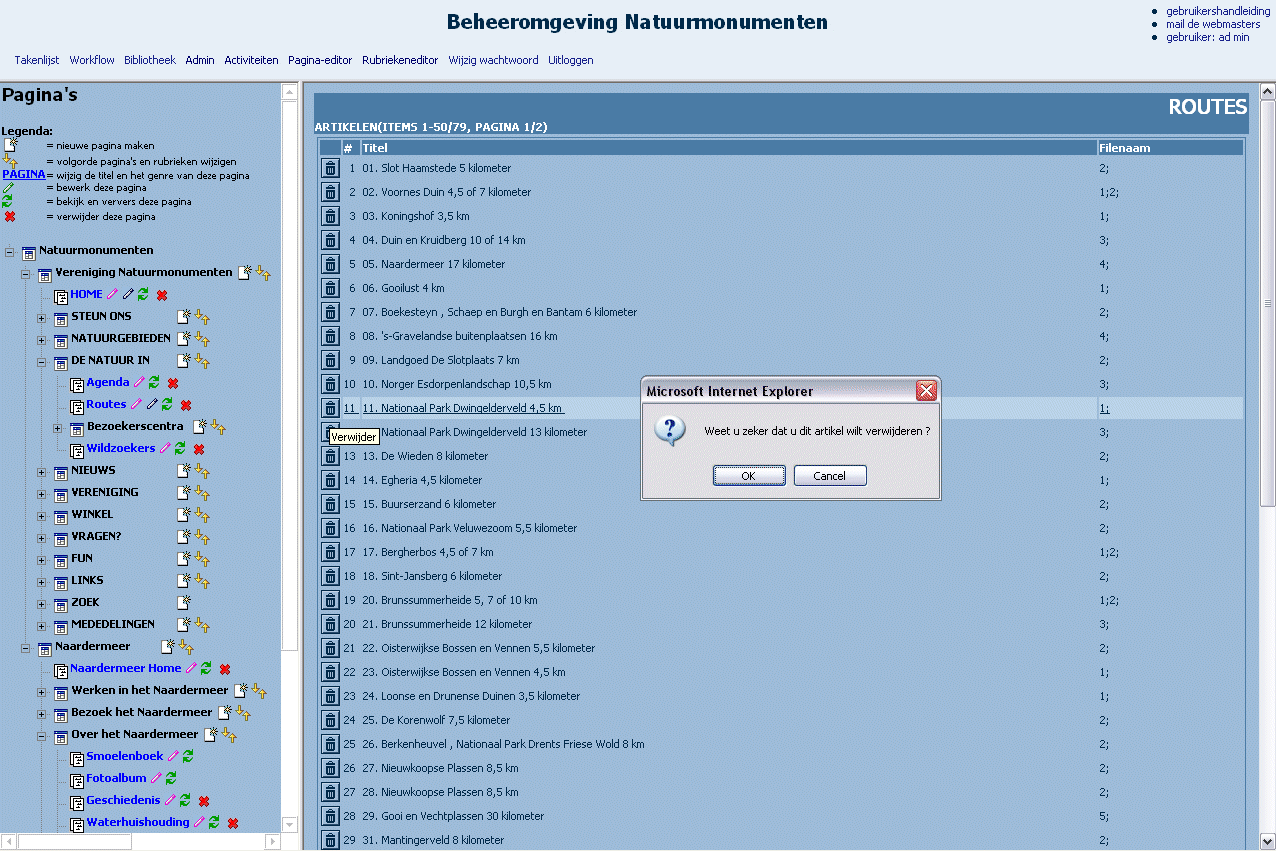 Beheeromgeving Natuurmonumenten
gebruikershandleiding
mail de webmasters
gebruiker: ad min
Takenlijst Workflow Bibliotheek Admin Activiteiten Pagina-editor Rubriekeneditor Wijzig wachtwoord Uitloggen
Pagina's
Legenda:
= nieuwe pagina maken
= volgorde pagina's en rubrieken wijzigen
PAGINA = wijzig de titel en het genre van deze pagina
= bewerk deze pagina
= bekijk en ververs deze pagina
= verwijder deze pagina
Natuurmonumenten
Vereniging Natuurmonumenten
HOME
STEUN ONS
NATUURGEBIEDEN
DE NATUUR IN
Agenda
Routes
Bezoekerscentra
Wildzoekers
NIEUWS
VERENIGING
WINKEL
VRAGEN?
FUN
LINKS
ZOEK
MEDEDELINGEN
Naardermeer
Naardermeer Home
Werken in het Naardermeer
Bezoek het Naardermeer
Over het Naardermeer
Smoelenboek
Fotoalbum
Geschiedenis
Waterhuishouding
ROUTES
ARTIKELEN(ITEMS 1-50/79, PAGINA 1/2)
# Titel Filenaam
1 01. Slot Haamstede 5 kilometer 2;
2 02. Voornes Duin 4,5 of 7 kilometer 1;2;
3 03. Koningshof 3,5 km 1;
4 04. Duin en Kruidberg 10 of 14 km 3;
5 05. Naardermeer 17 kilometer 4;
6 06. Gooilust 4 km 1;
7 07. Boekesteyn , Schaep en Burgh en Bantam 6 kilometer 2;
8 08. 's-Gravelandse buitenplaatsen 16 km 4;
9 09. Landgoed De Slotplaats 7 km 2;
10 10. Norger Esdorpenlandschap 10,5 km 3;
11 11. Nationaal Park Dwingelderveld 4,5 km 1;
Nationaal Park Dwingelderveld 13 kilometer 3;
Verwijder
13 13. De Wieden 8 kilometer 2;
14 14. Egheria 4,5 kilometer 1;
15 15. Buurserzand 6 kilometer 2;
16 16. Nationaal Park Veluwezoom 5,5 kilometer 2;
17 17. Bergherbos 4,5 of 7 km 1;2;
18 18. Sint-Jansberg 6 kilometer 2;
19 20. Brunssummerheide 5, 7 of 10 km 1;2;
20 21. Brunssummerheide 12 kilometer 3;
21 22. Oisterwijkse Bossen en Vennen 5,5 kilometer 2;
22 23. Oisterwijkse Bossen en Vennen 4,5 km 1;
23 24. Loonse en Drunense Duinen 3,5 kilometer 1;
24 25. De Korenwolf 7,5 kilometer 2;
25 26. Berkenheuvel , Nationaal Park Drents Friese Wold 8 km 2;
26 27. Nieuwkoopse Plassen 8,5 km 2;
27 28. Nieuwkoopse Plassen 8,5 km 2;
28 29. Gooi en Vechtplassen 30 kilometer 5;
29 31. Mantingerveld 8 kilometer 2;
Microsoft Internet Explorer
Weet u zeker dat u dit artikel wilt verwijderen ?
OK Cancel